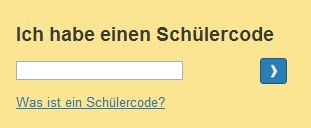 Ich habe einen Schülercode
Was ist ein Schülercode?